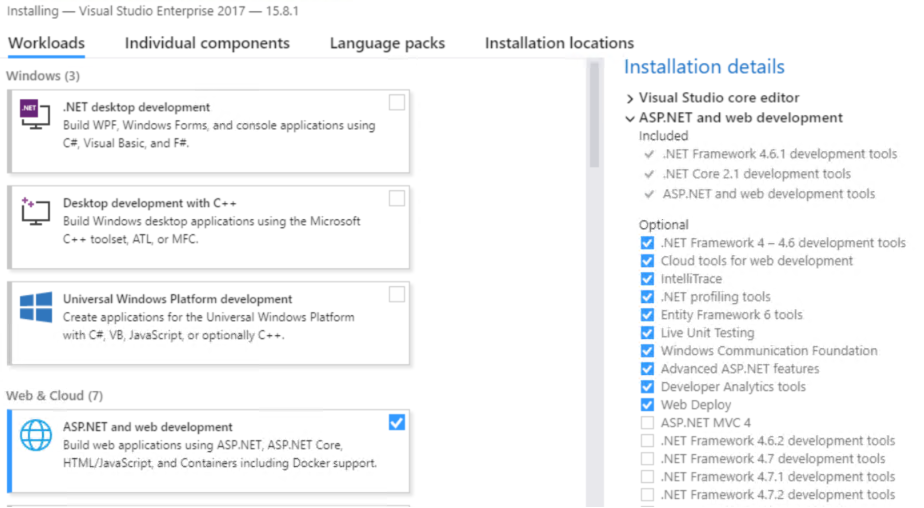 Installing — Visual Studio Enterprise 2017 — 15.8.1
Workloads
Individual components
Language packs
Installation locations
Windows (3)
.NET
.NET desktop development
Build WPF, Windows Forms, and console applications using
C#, Visual Basic, and F#.
Desktop development with C++
Build Windows desktop applications using the Microsoft
C++ toolset, ATL, or MFC.
Universal Windows Platform development
Create applications for the Universal Windows Platform
with C#, VB, JavaScript, or optionally C++.
Web & Cloud (7)
ASP.NET and web development
Build web applications using ASP.NET, ASP.NET Core,
HTML/JavaScript, and Containers including Docker support.
Installation details
Visual Studio core editor
ASP.NET and web development
Included
.NET Framework 4.6.1 development tools
.NET Core 2.1 development tools
ASP.NET and web development tools
Optional
.NET Framework 4 – 4.6 development tools
Cloud tools for web development
IntelliTrace
.NET profiling tools
Entity Framework 6 tools
Live Unit Testing
Windows Communication Foundation
Advanced ASP.NET features
Developer Analytics tools
Web Deploy
ASP.NET MVC 4
.NET Framework 4.6.2 development tools
.NET Framework 4.7 development tools
.NET Framework 4.7.1 development tools
.NET Framework 4.7.2 development tools